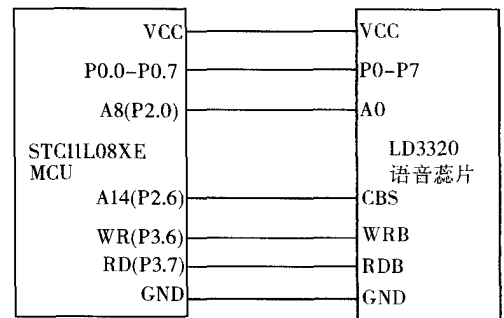 VCC
P0.0-P0.7
A8(P2.0)
STC11L08XE
MCU
A14(P2.6)
WR(P3.6)
RD(P3.7)
GND
VCC
P0-P7
A0
LD3320
语音蕊片
CBS
WRB
RDB
GND